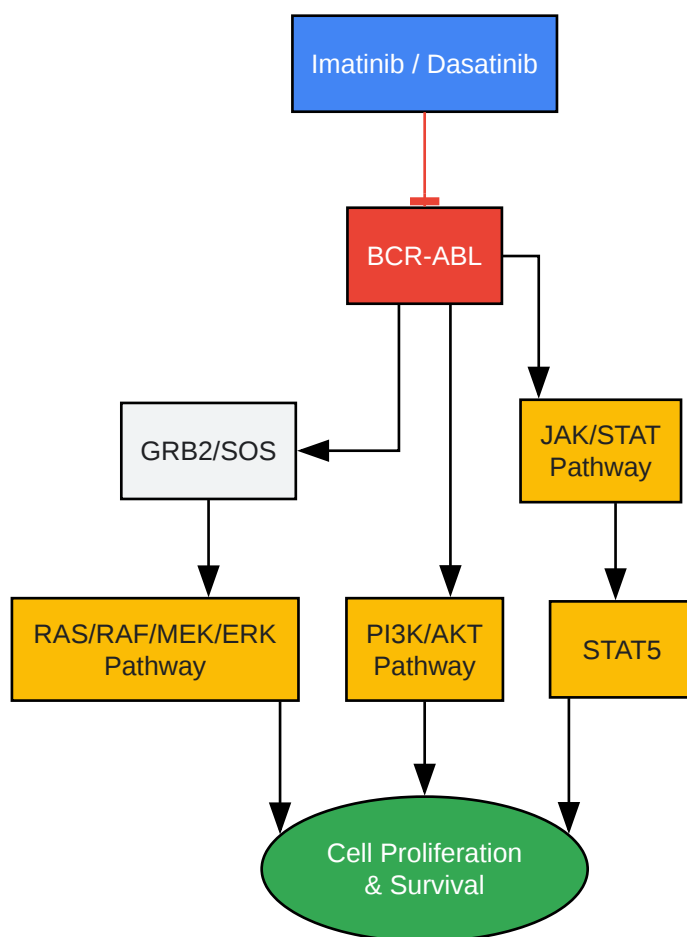 Imatinib / Dasatinib
BCR-ABL
GRB2/SOS
JAK/STAT
Pathway
RAS/RAF/MEK/ERK
Pathway
PI3K/AKT
Pathway
STAT5
Cell Proliferation
& Survival